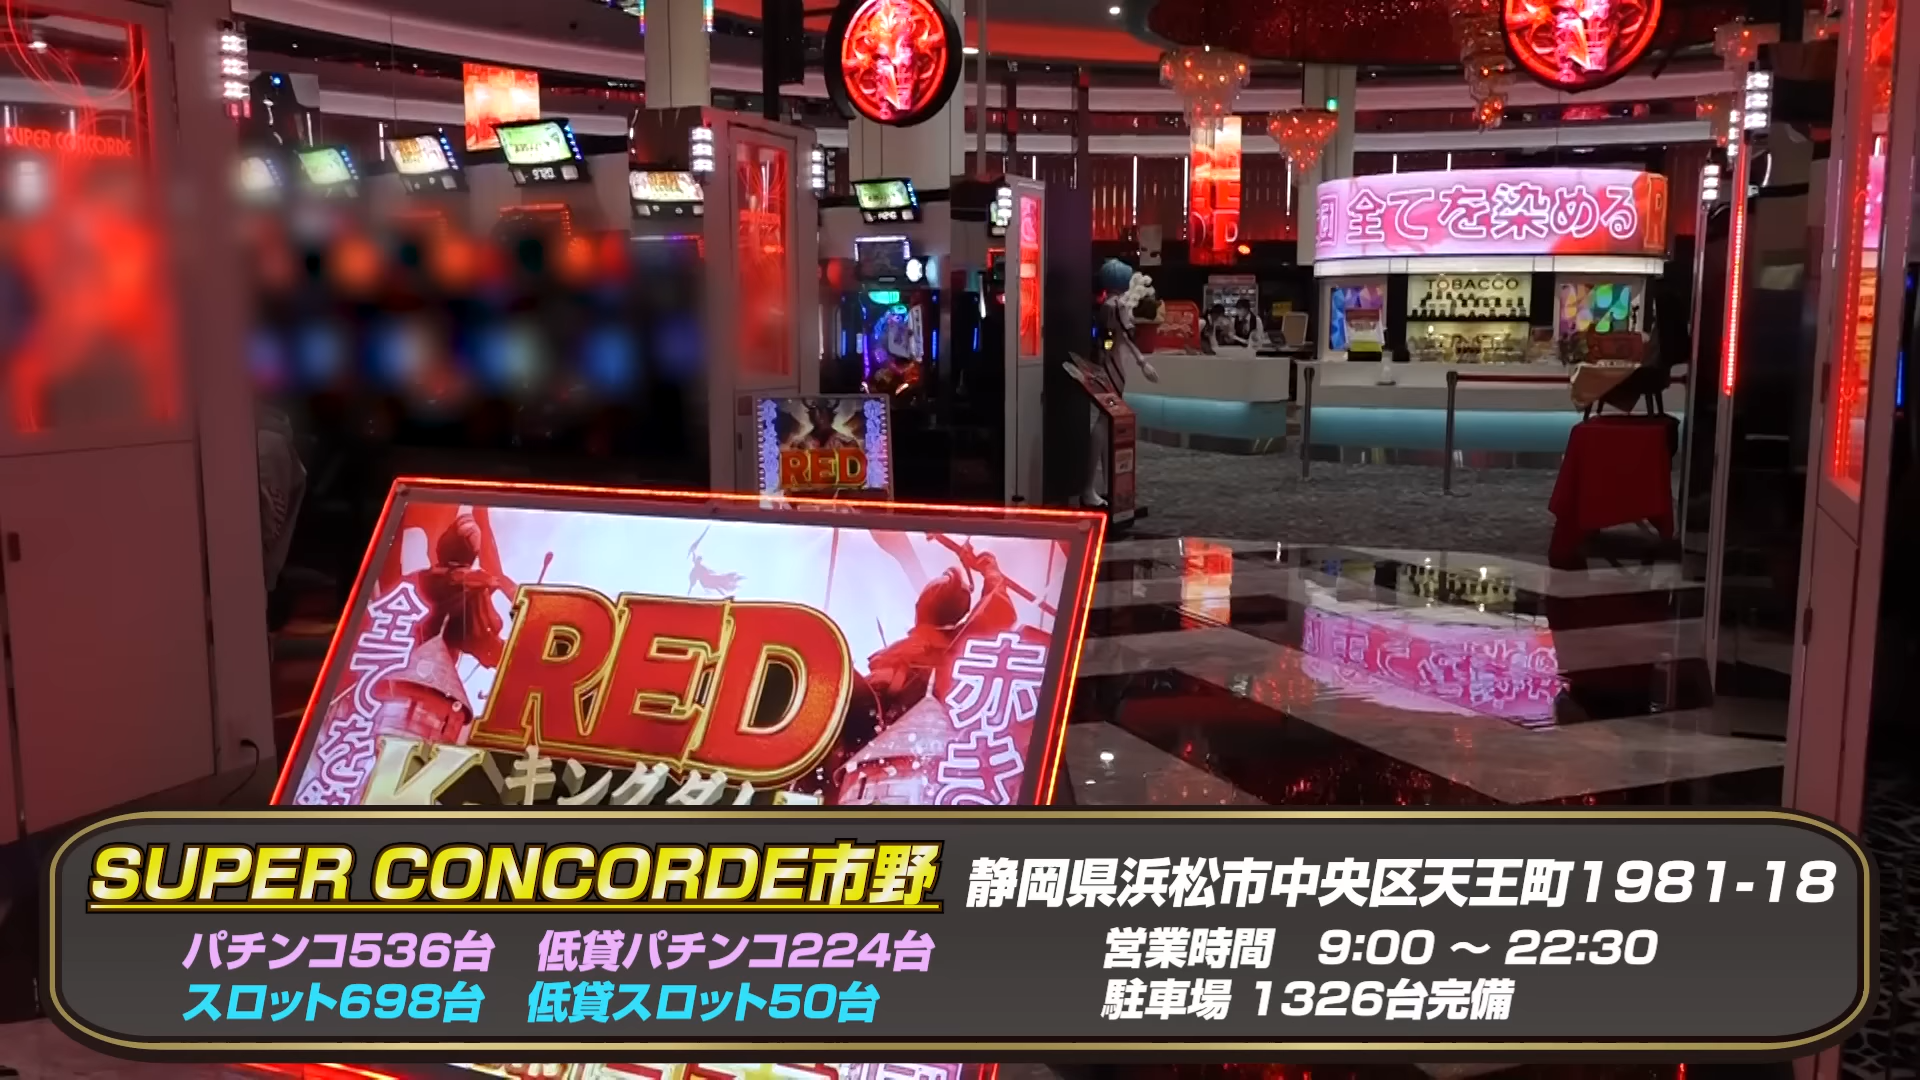 SUPER CONCORDE
全てを染める
TOBACCO
RED
全てを
RED
赤き
キングダム
SUPER CONCORDE市野
静岡県浜松市中央区天王町1981-18
パチンコ536台　低貸パチンコ224台
営業時間　9:00 ～ 22:30
スロット698台　低貸スロット50台
駐車場 1326台完備